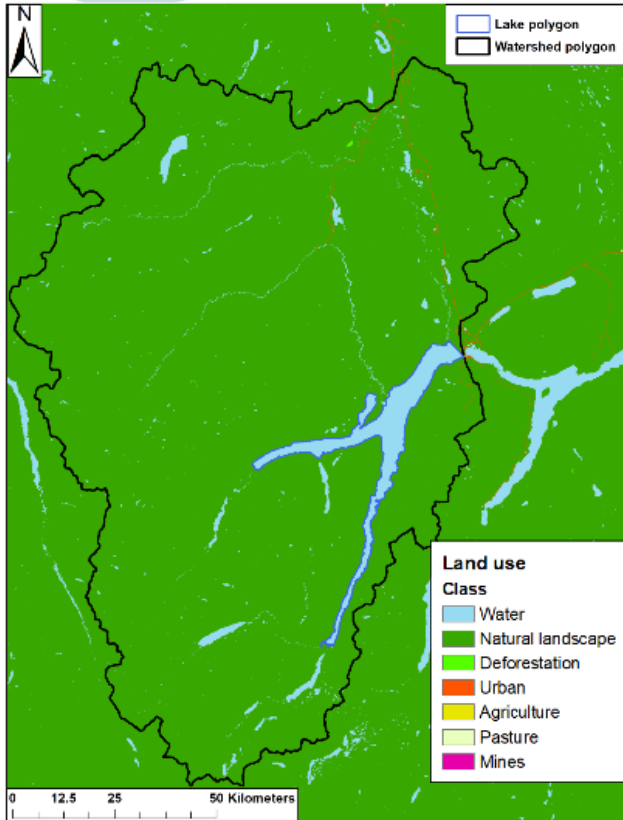 N
Lake polygon
Watershed polygon
Land use
Class
Water
Natural landscape
Deforestation
Urban
Agriculture
Pasture
Mines
0 12.5 25 50 Kilometers